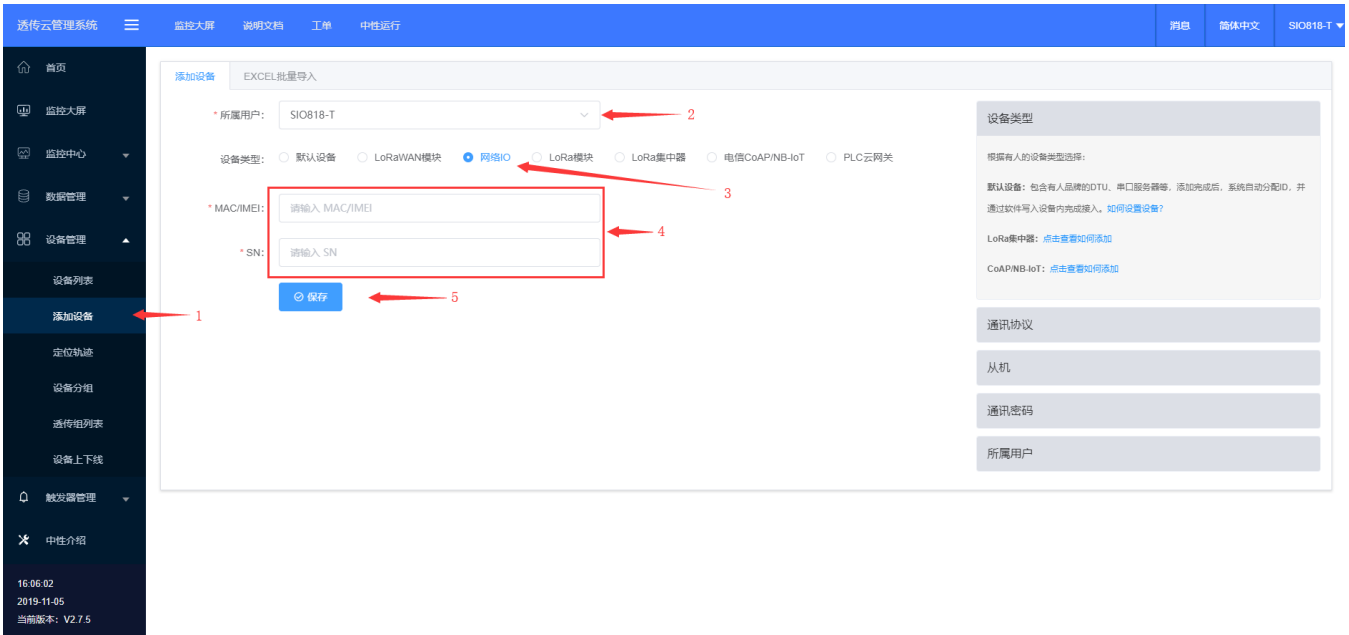 透传云管理系统 监控大屏 说明文档 工单 中性运行 消息 简体中文 SIO818-T
首页
监控大屏
监控中心
数据管理
设备管理
设备列表
添加设备
定位轨迹
设备分组
透传组列表
设备上下线
触发器管理
中性介绍
16:06:02
2019-11-05
当前版本: V2.7.5
添加设备 EXCEL批量导入
* 所属用户: SIO818-T
2
设备类型: 默认设备 LoRaWAN模块 网络IO LoRa模块 LoRa集中器 电信CoAP/NB-IoT PLC云网关
3
* MAC/IMEI: 请输入 MAC/IMEI
4
* SN: 请输入 SN
保存
5
1
设备类型
根据有人的设备类型选择:
默认设备: 包含有人品牌的DTU、串口服务器等，添加完成后，系统自动分配ID，并
通过软件写入设备内完成接入。如何设置设备?
LoRa集中器: 点击查看如何添加
CoAP/NB-IoT: 点击查看如何添加
通讯协议
从机
通讯密码
所属用户